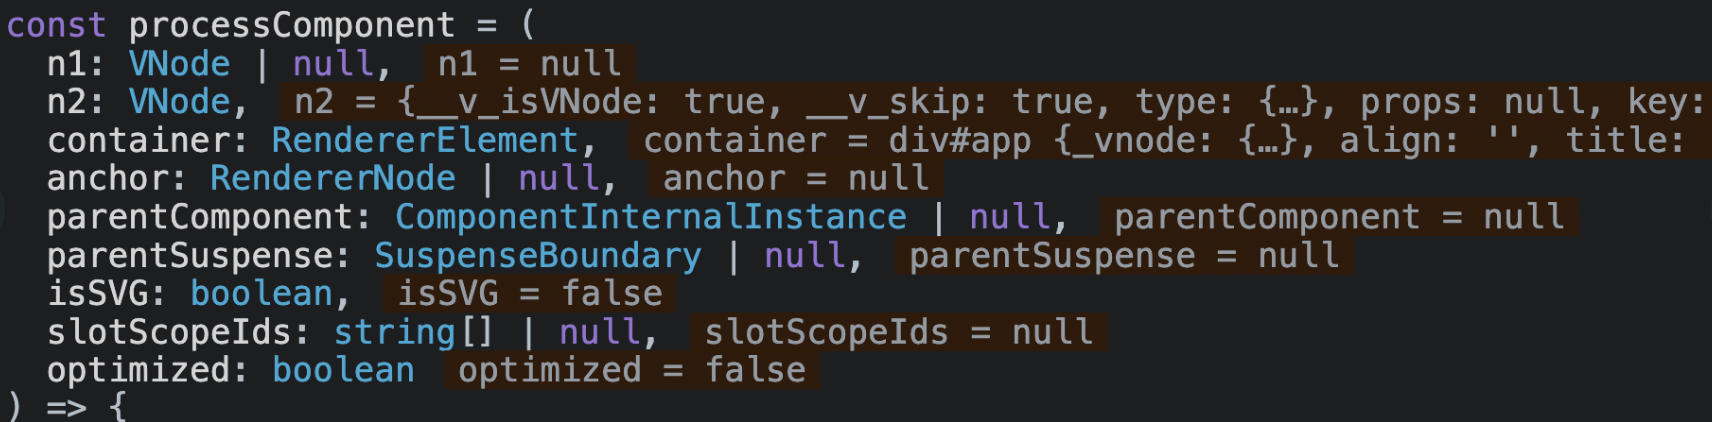 const processComponent = (
n1: VNode | null, n1 = null
n2: VNode, n2 = {__v_isVNode: true, __v_skip: true, type: {…}, props: null, key:
container: RendererElement, container = div#app {_vnode: {…}, align: '', title:
anchor: RendererNode | null, anchor = null
parentComponent: ComponentInternalInstance | null, parentComponent = null
parentSuspense: SuspenseBoundary | null, parentSuspense = null
isSVG: boolean, isSVG = false
slotScopeIds: string[] | null, slotScopeIds = null
optimized: boolean optimized = false
) => {